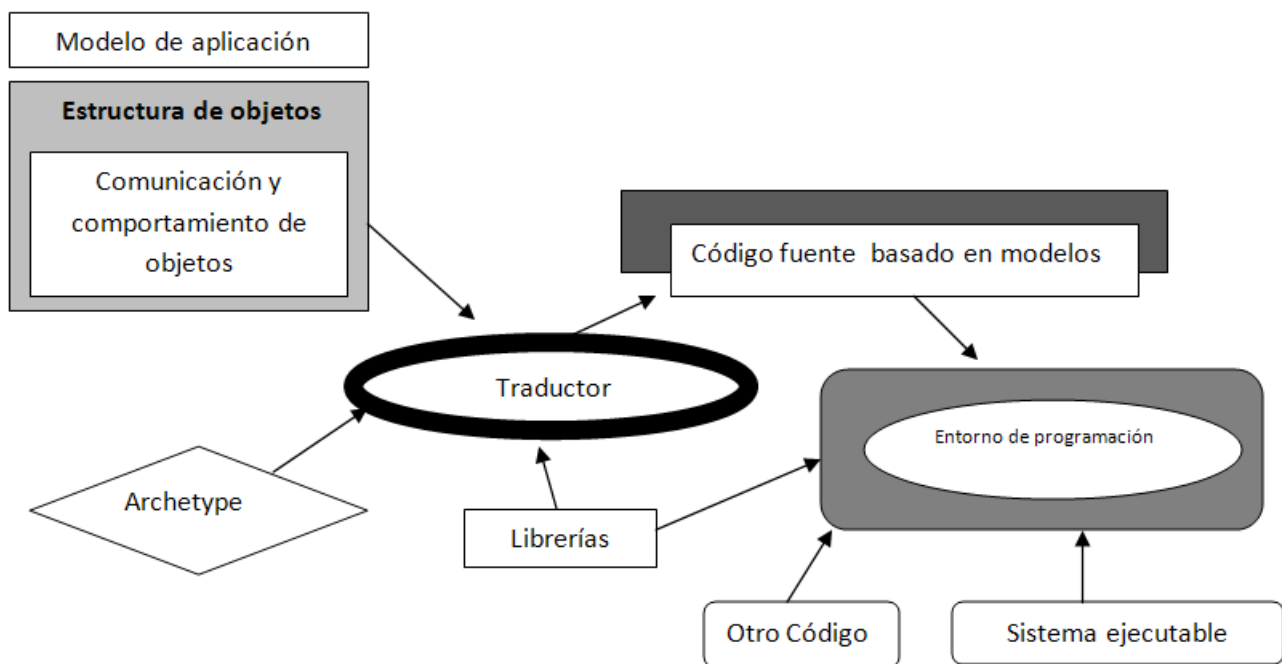 Modelo de aplicación
Estructura de objetos
Comunicación y
comportamiento de
objetos
Código fuente basado en modelos
Traductor
Entorno de programación
Archetype
Librerías
Otro Código
Sistema ejecutable